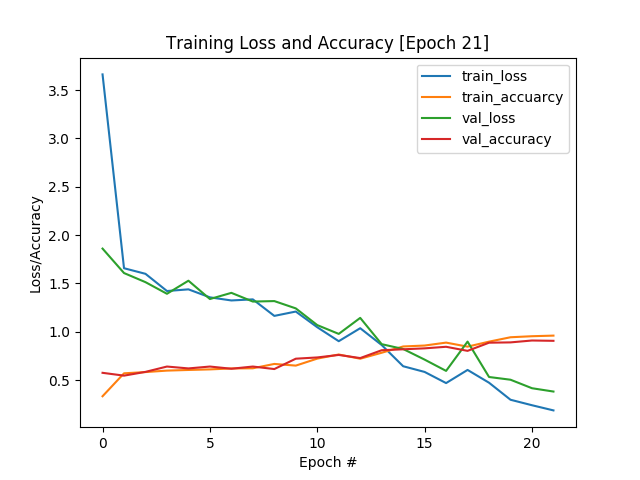 Training Loss and Accuracy [Epoch 21]
train_loss
train_accuarcy
val_loss
val_accuracy
3.5
3.0
2.5
2.0
1.5
1.0
0.5
Loss/Accuracy
0 5 10 15 20
Epoch #